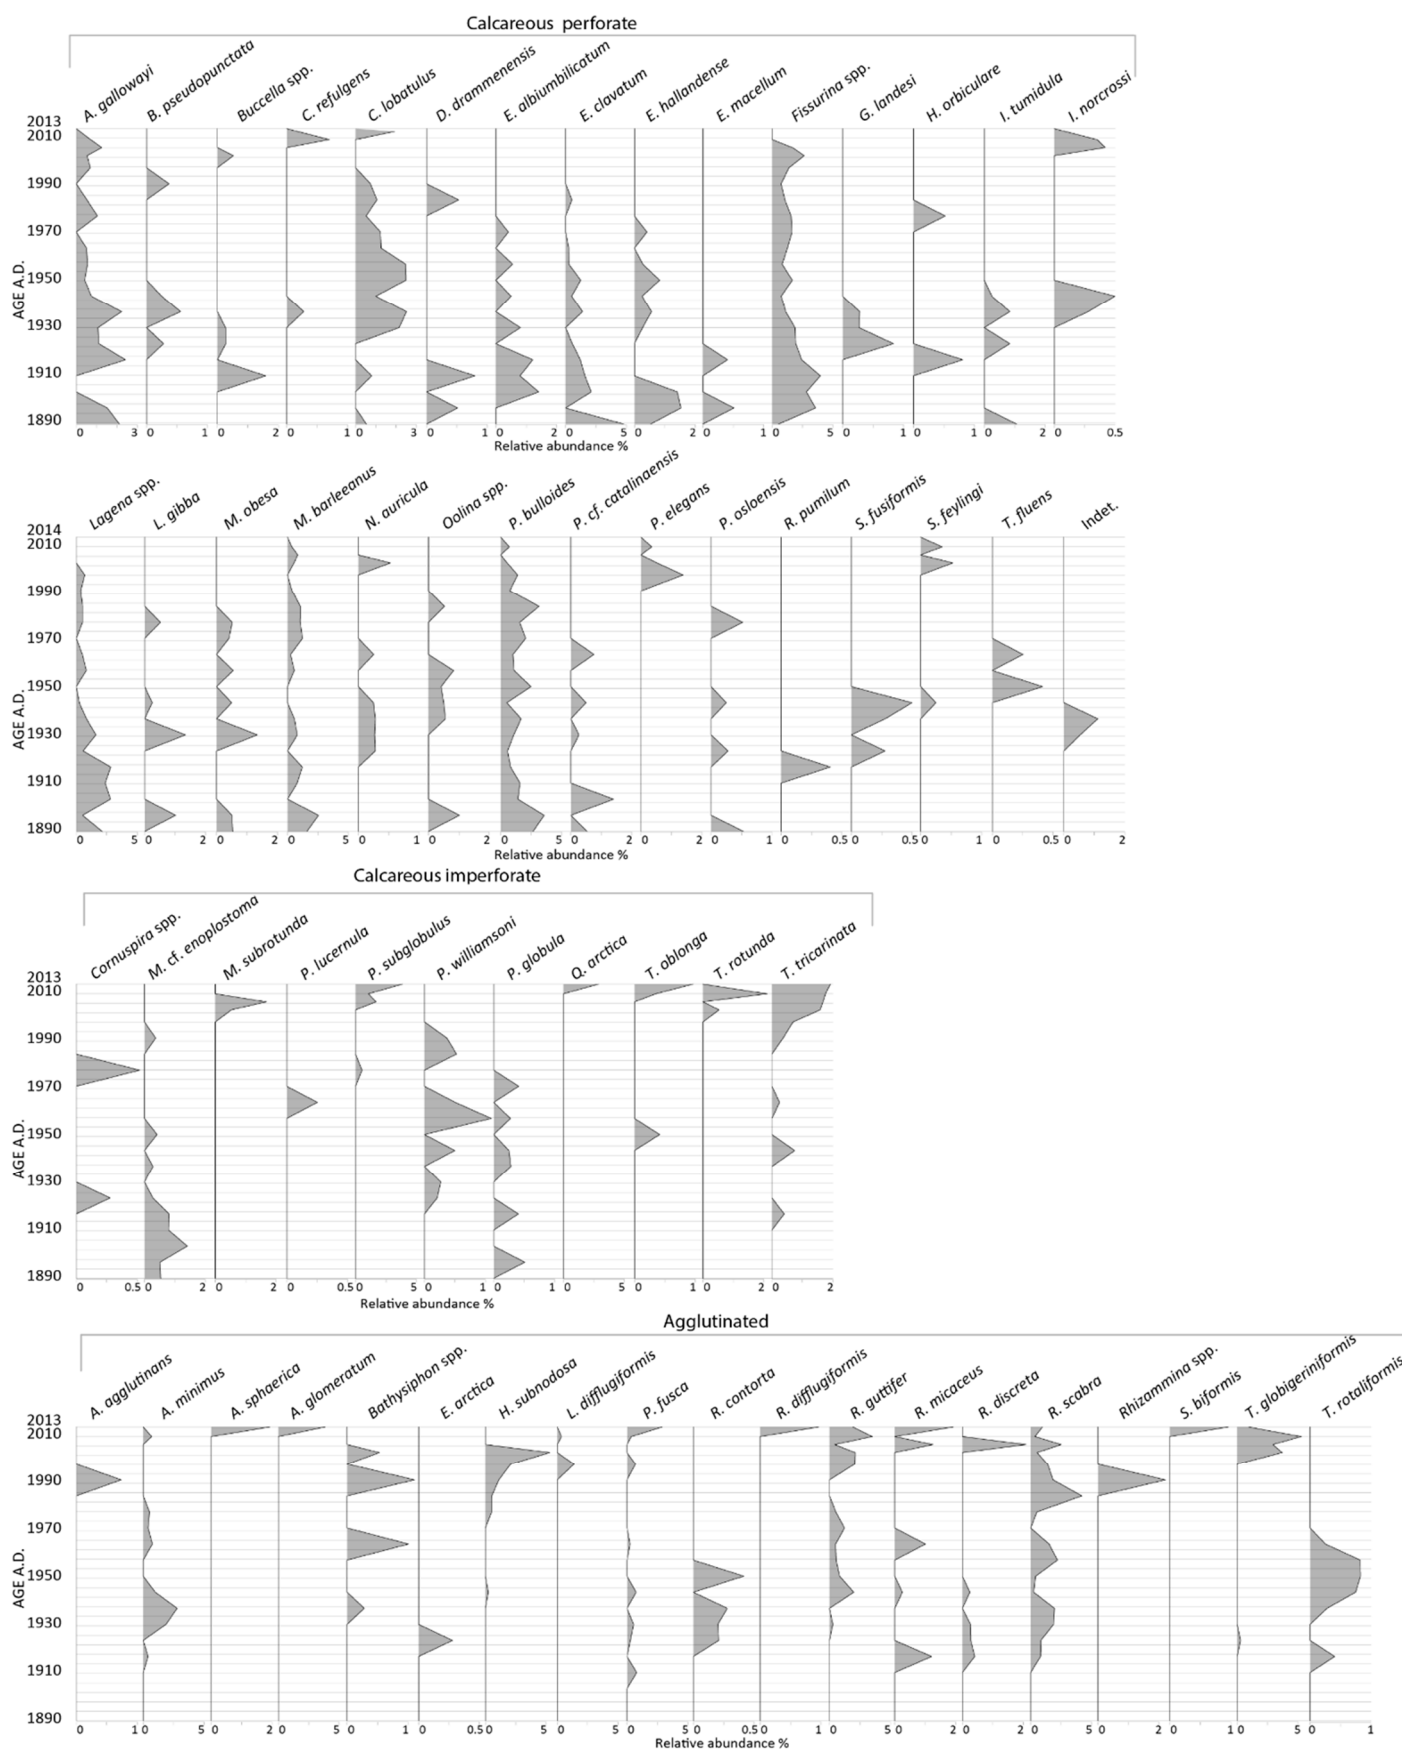 Calcareous perforate
A. gallowayi B. pseudopunctata Buccella spp. C. refulgens C. lobatulus D. drammenensis E. albiumbilicatum E. clavatum E. hallandense E. macellum Fissurina spp. G. landesi H. orbiculare I. tumidula I. norcrossi
2013
2010
1990
1970
1950
1930
1910
1890
AGE A.D.
0 3 0 1 0 2 0 1 0 3 0 1 0 2 0 5 0 2 0 1 0 5 0 1 0 1 0 2 0 0.5
Relative abundance %
Lagena spp. L. gibba M. obesa M. barleeanus N. auricula Oolina spp. P. bulloides P. cf. catalinaensis P. elegans P. osloensis R. pumilum S. fusiformis S. feylingi T. fluens Indet.
2014
2010
1990
1970
1950
1930
1910
1890
AGE A.D.
0 5 0 2 0 2 0 5 0 1 0 2 0 5 0 2 0 2 0 1 0 0.5 0 0.5 0 1 0 0.5 0 2
Relative abundance %
Calcareous imperforate
Cornuspira spp. M. cf. enoplostoma M. subrotunda P. lucernula P. subglobulus P. williamsoni P. globula Q. arctica T. oblonga T. rotunda T. tricarinata
2013
2010
1990
1970
1950
1930
1910
1890
AGE A.D.
0 0.5 0 2 0 2 0 0.5 0 5 0 1 0 1 0 5 0 1 0 2 0 2
Relative abundance %
Agglutinated
A. agglutinans A. minimus A. sphaerica A. glomeratum Bathysiphon spp. E. arctica H. subnodosa L. difflugiformis P. fusca R. contorta R. difflugiformis R. guttifer R. micaceus R. discreta R. scabra Rhizammina spp. S. biformis T. globigeriniformis T. rotaliformis
2013
2010
1990
1970
1950
1930
1910
1890
AGE A.D.
0 1 0 5 0 2 0 5 0 1 0 0.5 0 5 0 5 0 5 0 0.5 0 1 0 5 0 2 0 2 0 5 0 2 0 1 0 5 0 1
Relative abundance %